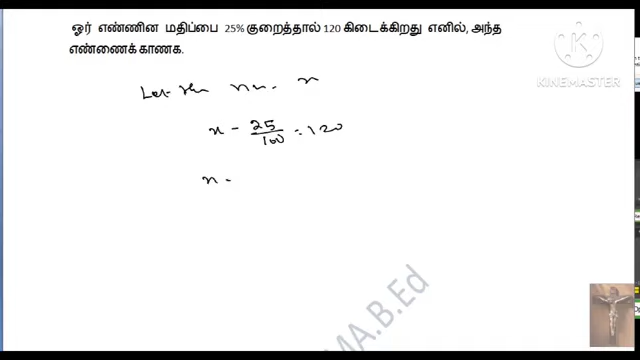 ஓர் எண்ணின மதிப்பை 25% குறைத்தால் 120 கிடைக்கிறது எனில், அந்த
எண்ணைக் காணக.
KINEMASTER
Let the no. x
x - 25/100 = 120
x -
MA.B.Ed